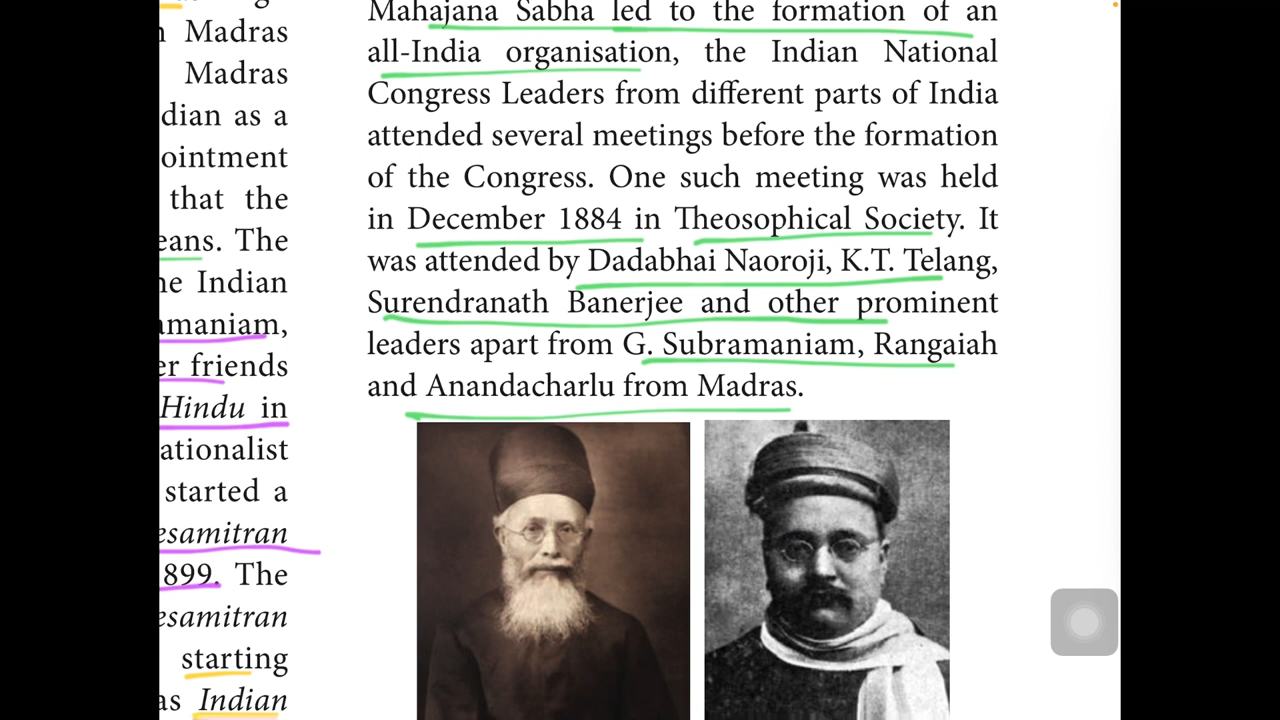 n Madras
Madras
dian as a
ointment
that the
eans. The
he Indian
amaniam,
er friends
Hindu in
ationalist
started a
esamitran
899. The
esamitran
starting
as Indian
Mahajana Sabha led to the formation of an
all-India organisation, the Indian National
Congress Leaders from different parts of India
attended several meetings before the formation
of the Congress. One such meeting was held
in December 1884 in Theosophical Society. It
was attended by Dadabhai Naoroji, K.T. Telang,
Surendranath Banerjee and other prominent
leaders apart from G. Subramaniam, Rangaiah
and Anandacharlu from Madras.